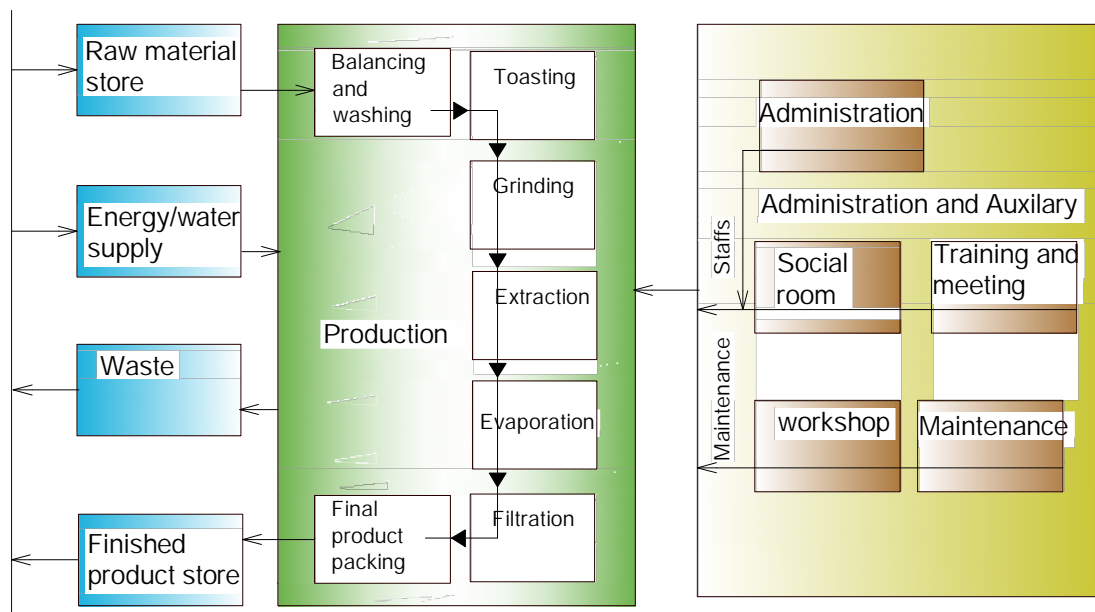 Raw material
store
Energy/water
supply
Waste
Finished
product store
Balancing
and
washing
Toasting
Grinding
Extraction
Production
Evaporation
Filtration
Final
product
packing
Administration
Administration and Auxilary
Staffs
Social
room
Training and
meeting
Maintenance
workshop
Maintenance